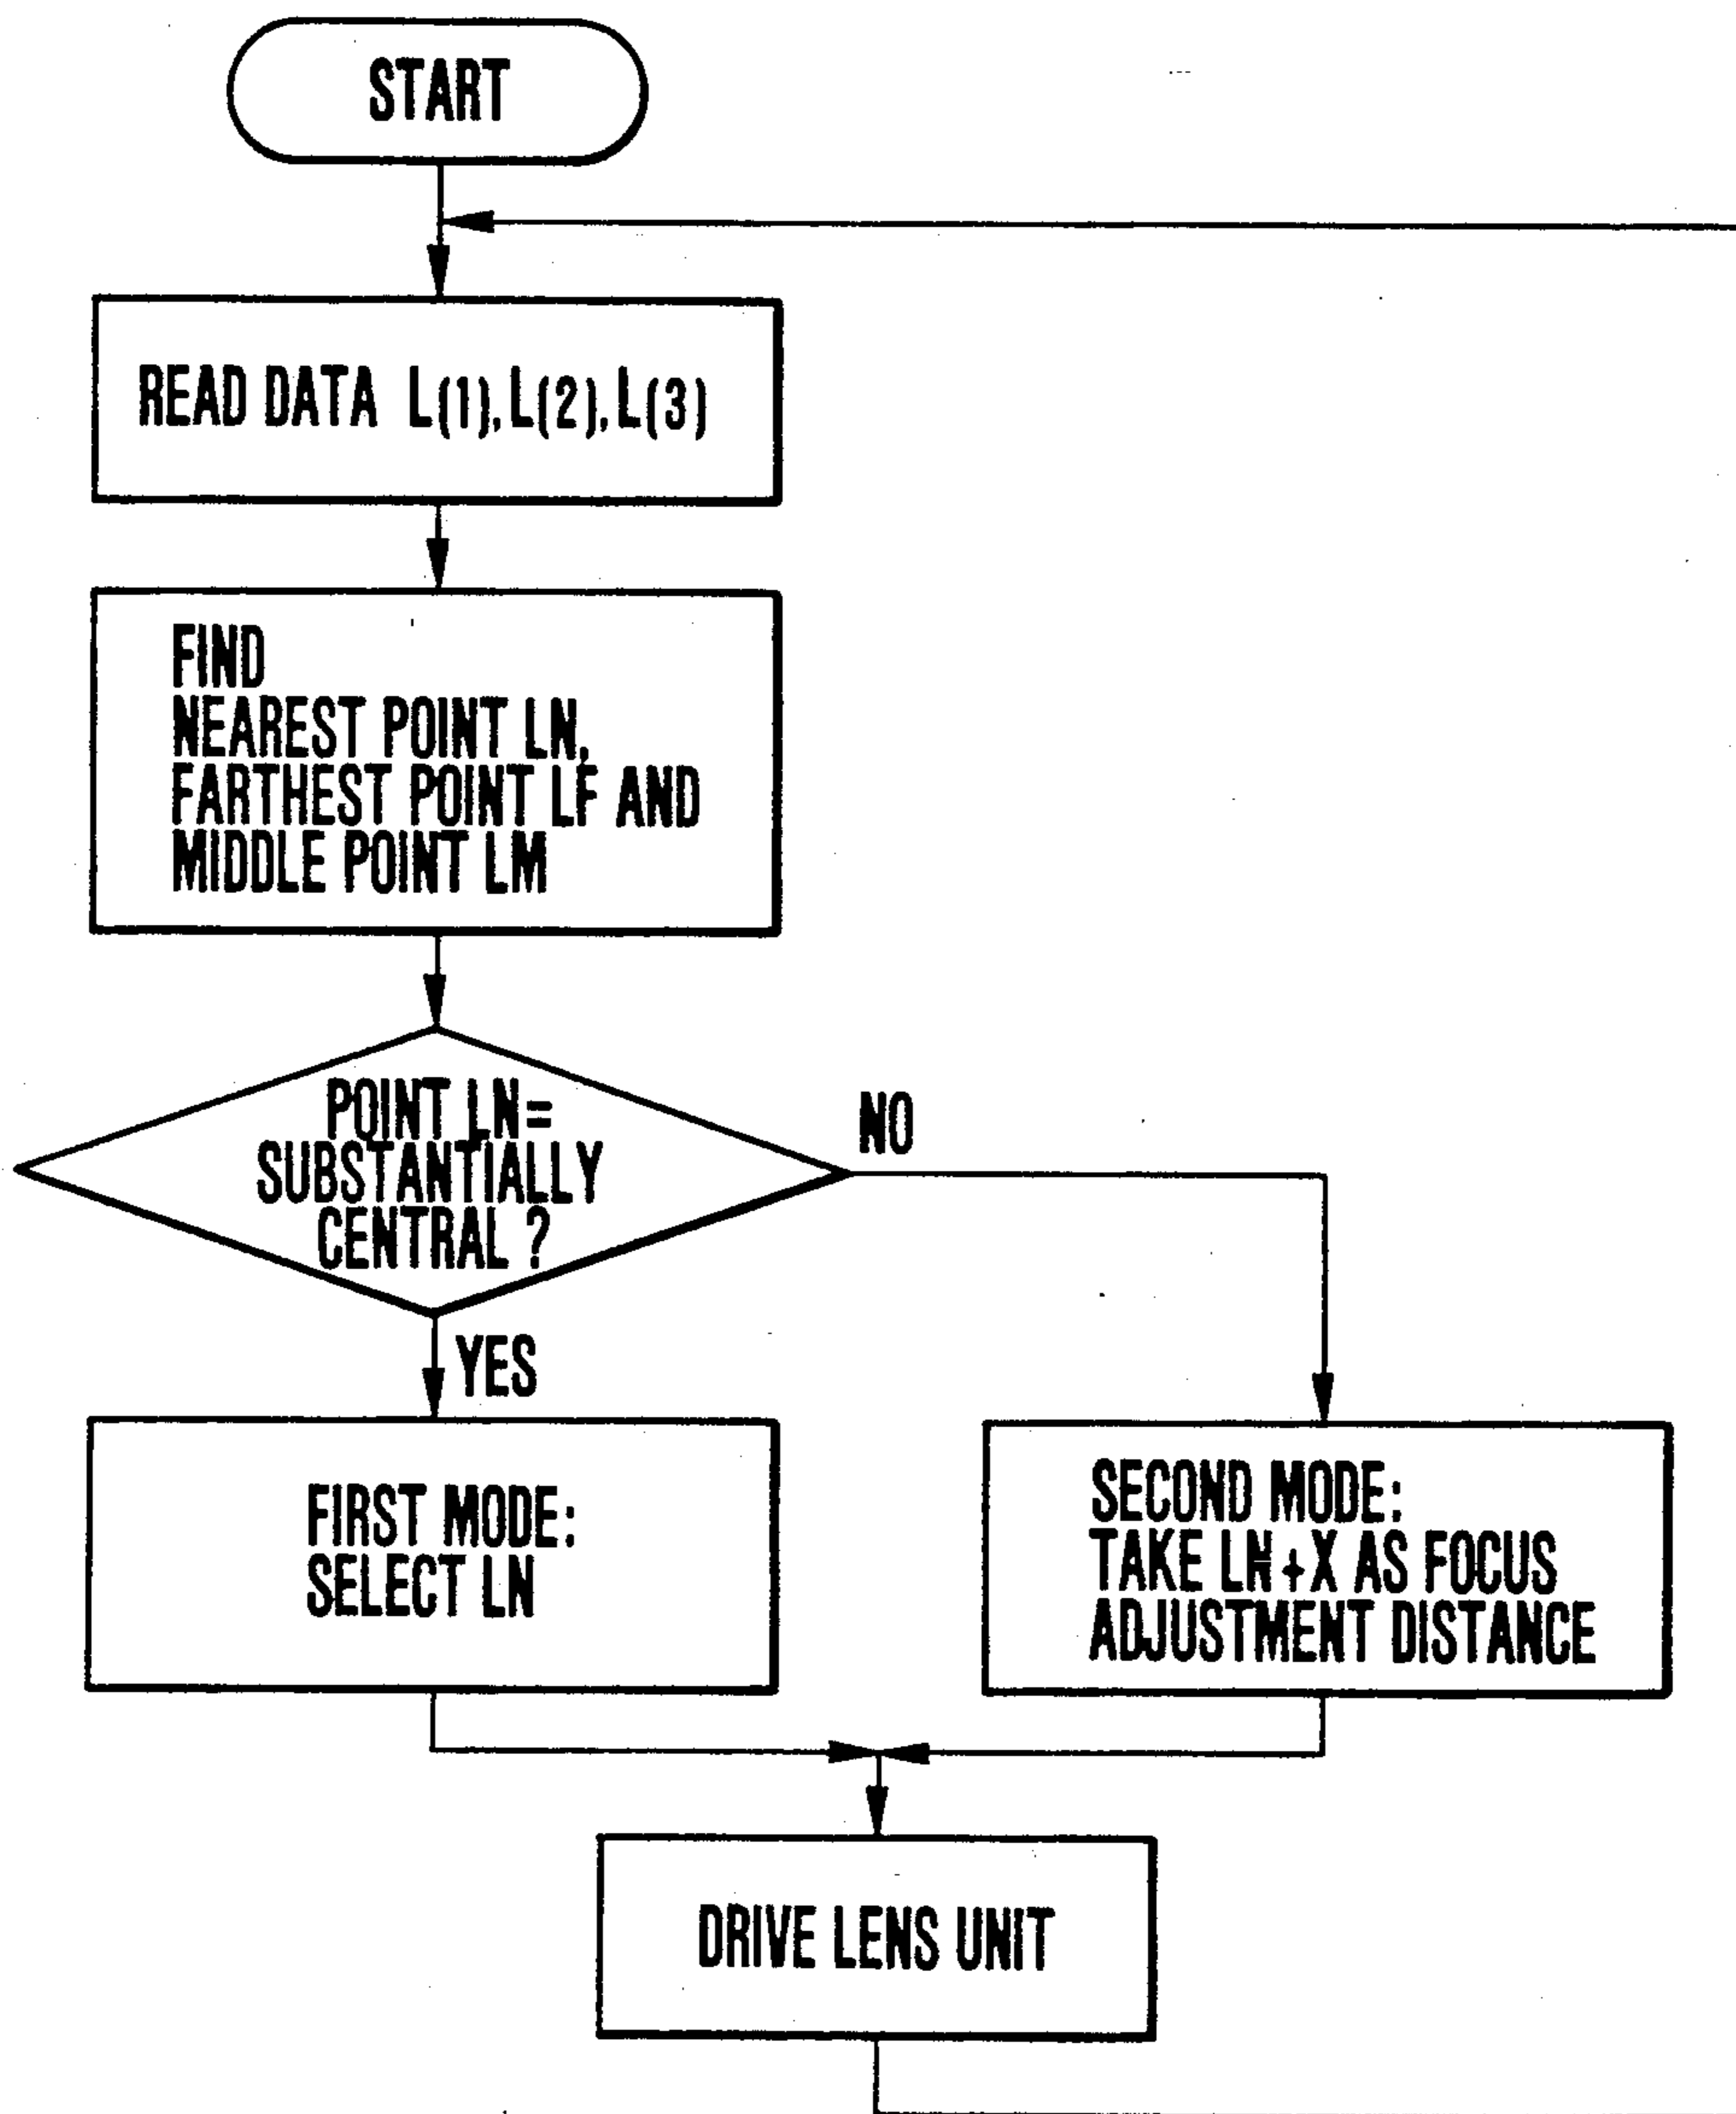 START
READ DATA L(1), L(2), L(3)
FIND
NEAREST POINT LN,
FARTHEST POINT LF AND
MIDDLE POINT LM
POINT LN=
SUBSTANTIALLY
CENTRAL ?
NO
YES
FIRST MODE:
SELECT LN
SECOND MODE:
TAKE LN+X AS FOCUS
ADJUSTMENT DISTANCE
DRIVE LENS UNIT